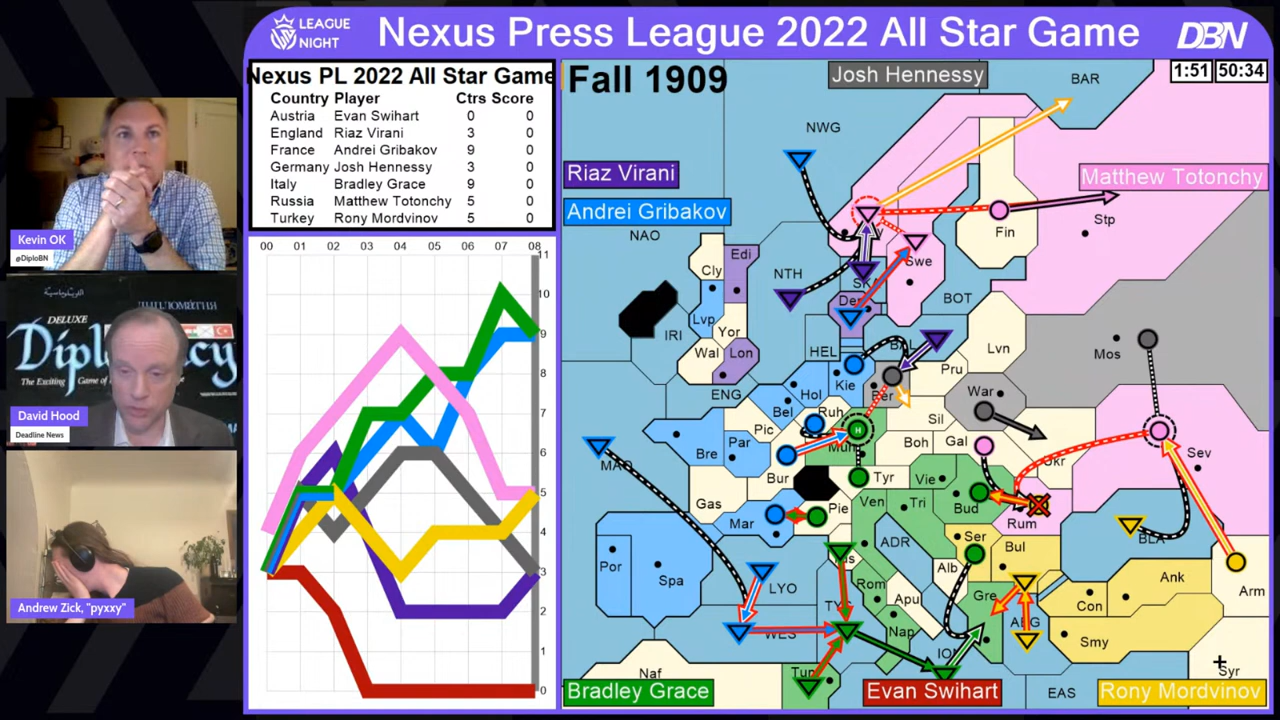 LEAGUE
NIGHT
Nexus Press League 2022 All Star Game
DBN
Nexus PL 2022 All Star Game
Country Player Ctrs Score
Austria Evan Swihart 0 0
England Riaz Virani 3 0
France Andrei Gribakov 9 0
Germany Josh Hennessy 3 0
Italy Bradley Grace 9 0
Russia Matthew Totonchy 5 0
Turkey Rony Mordvinov 5 0
00 01 02 03 04 05 06 07 08
11
10
9
8
7
6
5
4
3
2
1
0
Kevin OK
@DiploBN
DELUXE
The Exciting Game of
David Hood
Deadline News
Andrew Zick, "pyxxy"
Fall 1909
Josh Hennessy
1:51 50:34
BAR
NWG
Riaz Virani
Matthew Totonchy
Andrei Gribakov
Stp
NAO
Fin
Edi
Cly
NTH
Swe
Den
BOT
Lvp
IRI
Yor
Lvn
Mos
Wal
Lon
HEL
Pru
Kie
Ber
War
ENG
Hol
Sil
Bel
Ruh
Pic
Mun
Boh
Gal
Ukr
Par
Bre
Sev
MAO
Bur
Tyr
Vie
Gas
Ven
Tri
Bud
Rum
Mar
Pie
BLA
Ser
Bul
ADR
Alb
Por
Spa
Rom
Ank
Arm
LYO
Apu
Gre
Con
WES
Nap
Smy
Naf
ION
Tun
Syr
Bradley Grace
Evan Swihart
EAS
Rony Mordvinov